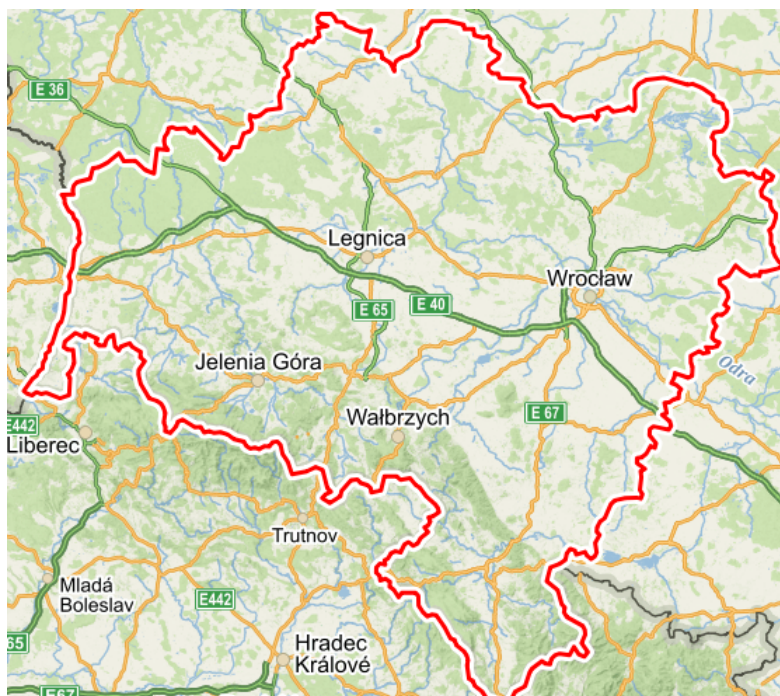 E 36
Legnica
Wrocław
E 65
E 40
Jelenia Góra
Odra
Wałbrzych
E 67
E442
Liberec
Trutnov
Mladá
Boleslav
E442
Hradec
Králové
65
E67